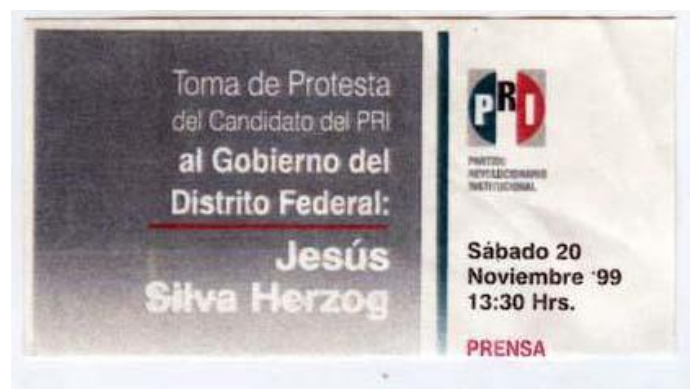 Toma de Protesta
del Candidato del PRI
al Gobierno del
Distrito Federal:
Jesús
Silva Herzog
PRI
PARTIDO
REVOLUCIONARIO
INSTITUCIONAL
Sábado 20
Noviembre '99
13:30 Hrs.
PRENSA